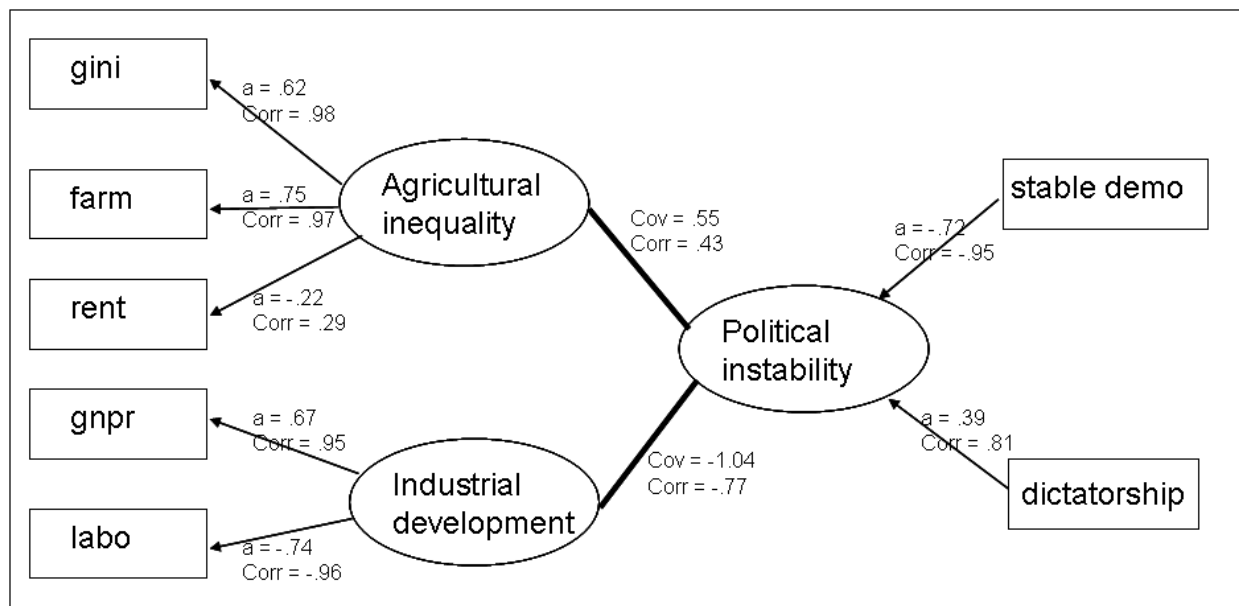 gini
a = .62
Corr = .98
farm
a = .75
Corr = .97
Agricultural
inequality
rent
a = -.22
Corr = .29
gnpr
a = .67
Corr = .95
Industrial
development
labo
a = -.74
Corr = -.96
Cov = .55
Corr = .43
Cov = -1.04
Corr = -.77
Political
instability
stable demo
a = -.72
Corr = -.95
a = .39
Corr = .81
dictatorship